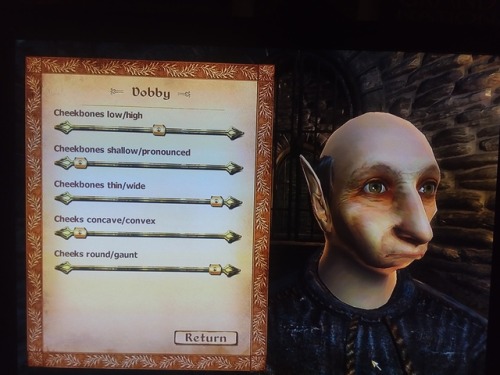 Dobby
Cheekbones low/high
Cheekbones shallow/pronounced
Cheekbones thin/wide
Cheeks concave/convex
Cheeks round/gaunt
Return